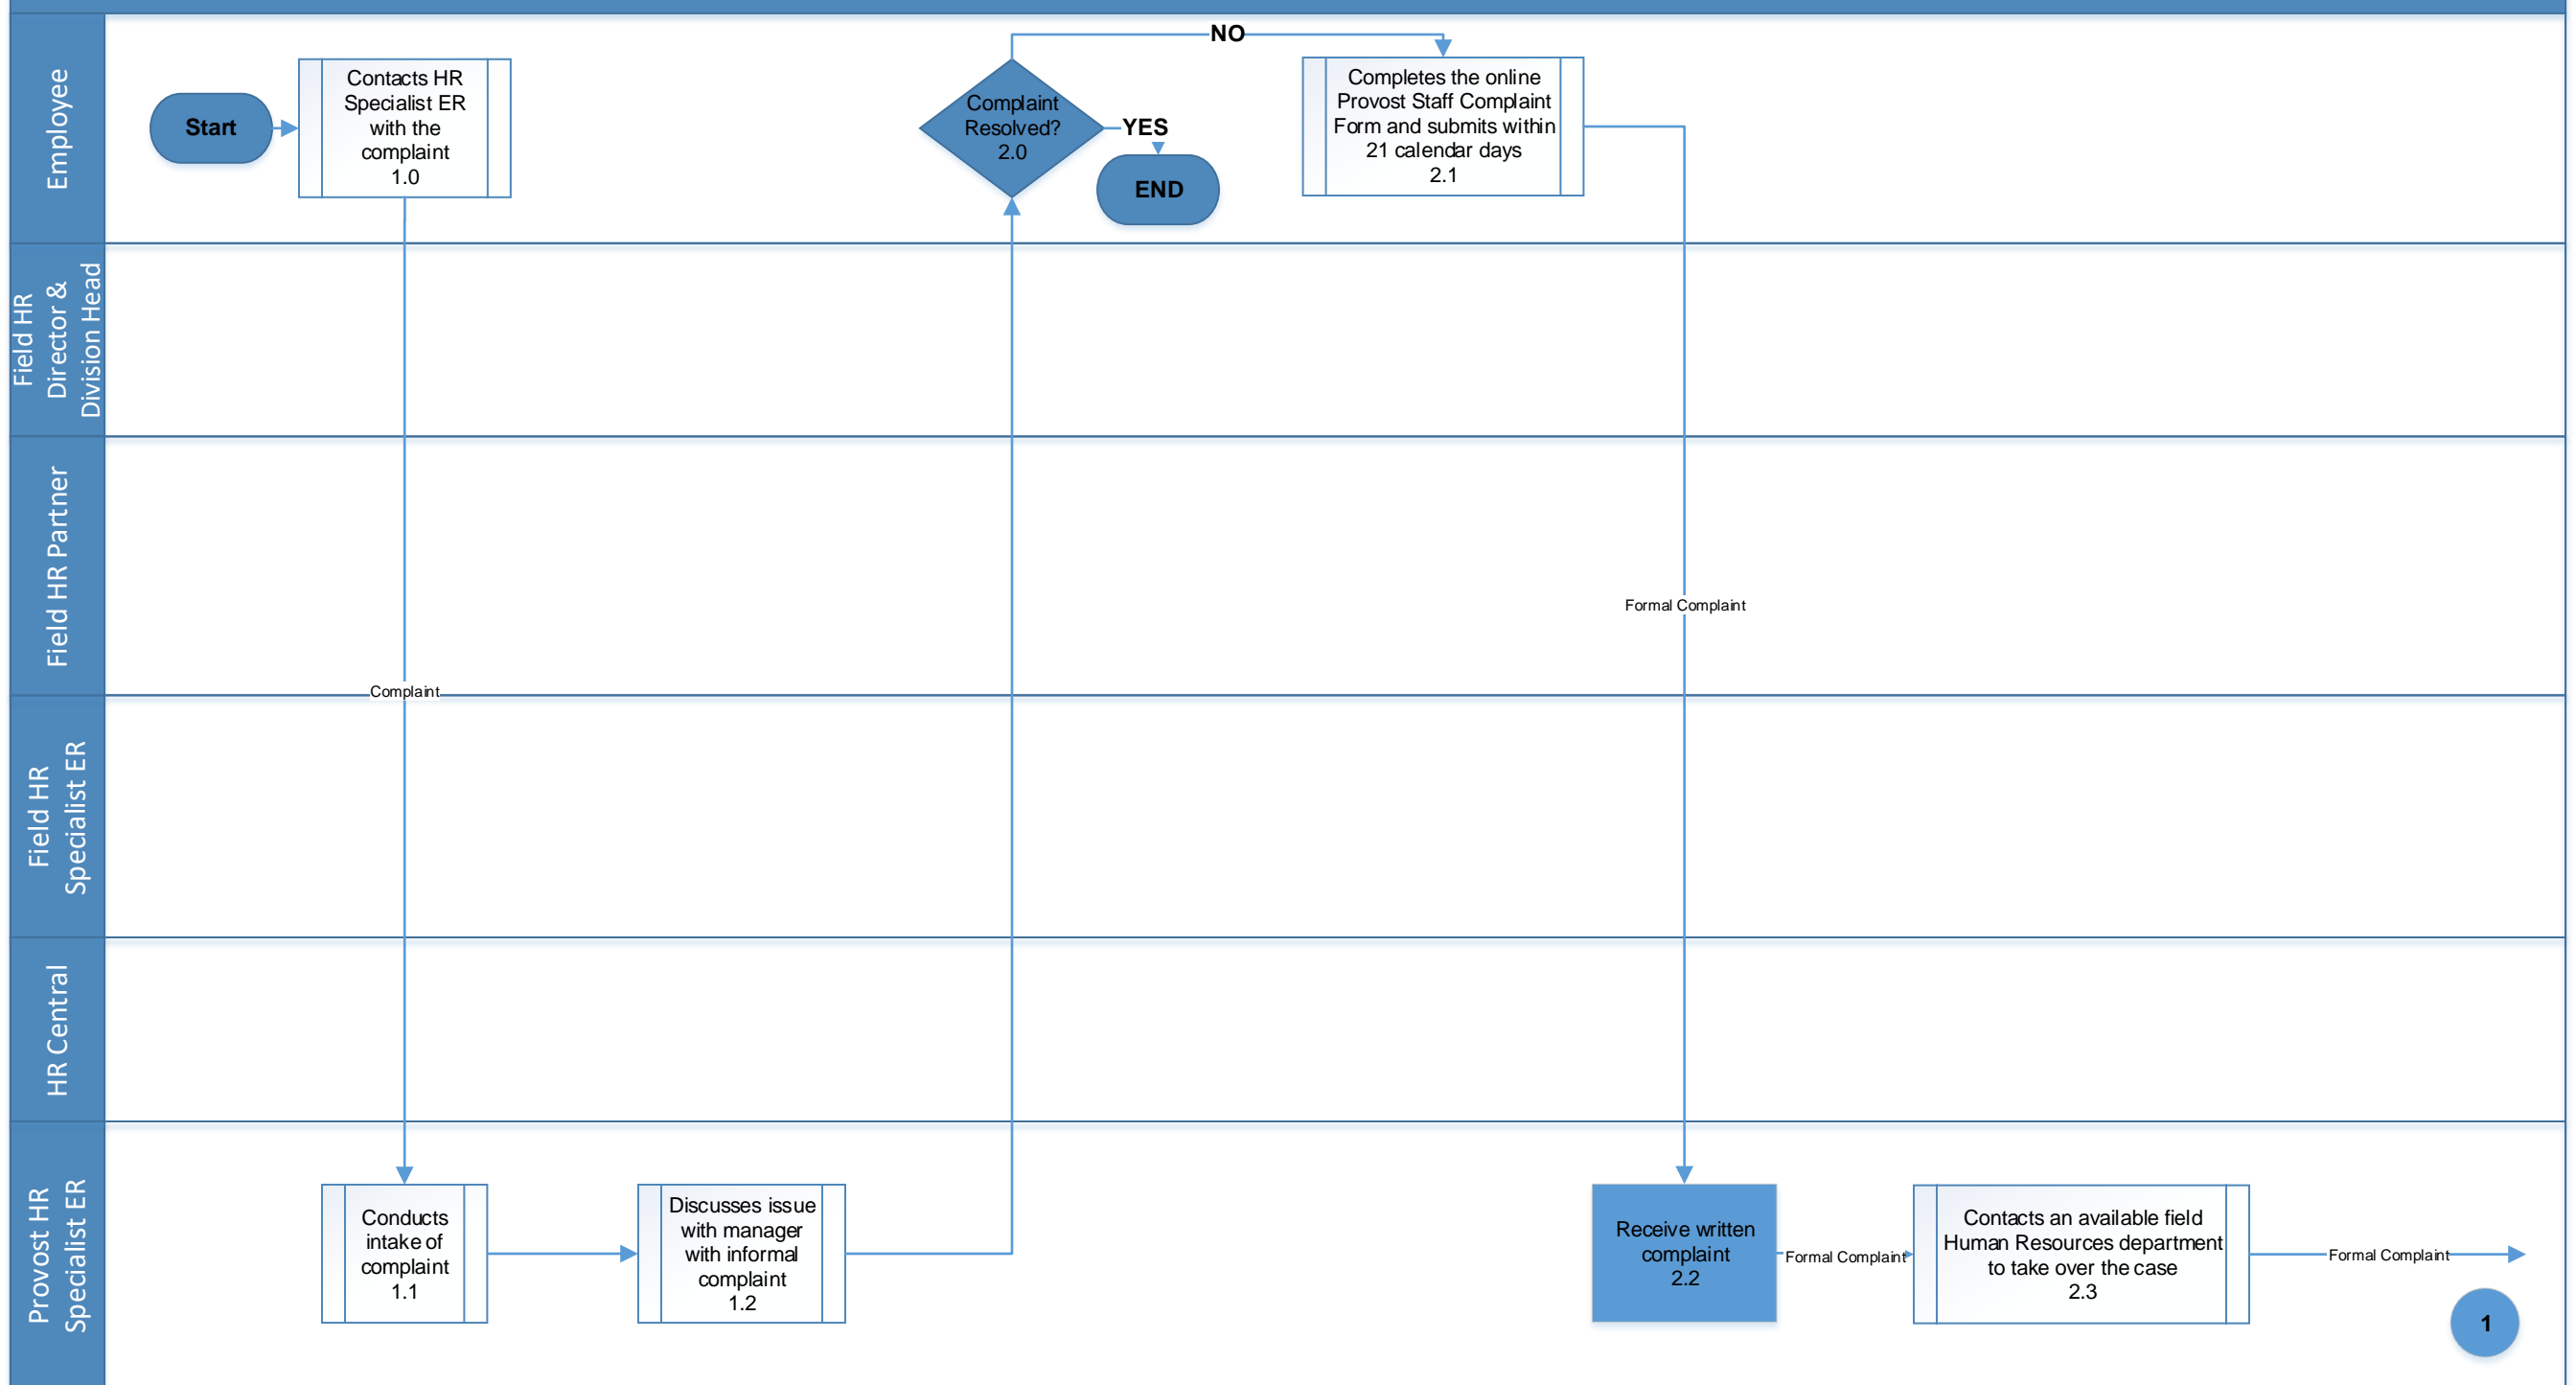 Employee
Start
Contacts HR
Specialist ER
with the
complaint
1.0
Complaint
Resolved?
2.0
NO
YES
END
Completes the online
Provost Staff Complaint
Form and submits within
21 calendar days
2.1
Field HR
Director &
Division Head
Field HR Partner
Formal Complaint
Complaint
Field HR
Specialist ER
HR Central
Provost HR
Specialist ER
Conducts
intake of
complaint
1.1
Discusses issue
with manager
with informal
complaint
1.2
Receive written
complaint
2.2
Formal Complaint
Contacts an available field
Human Resources department
to take over the case
2.3
Formal Complaint
1